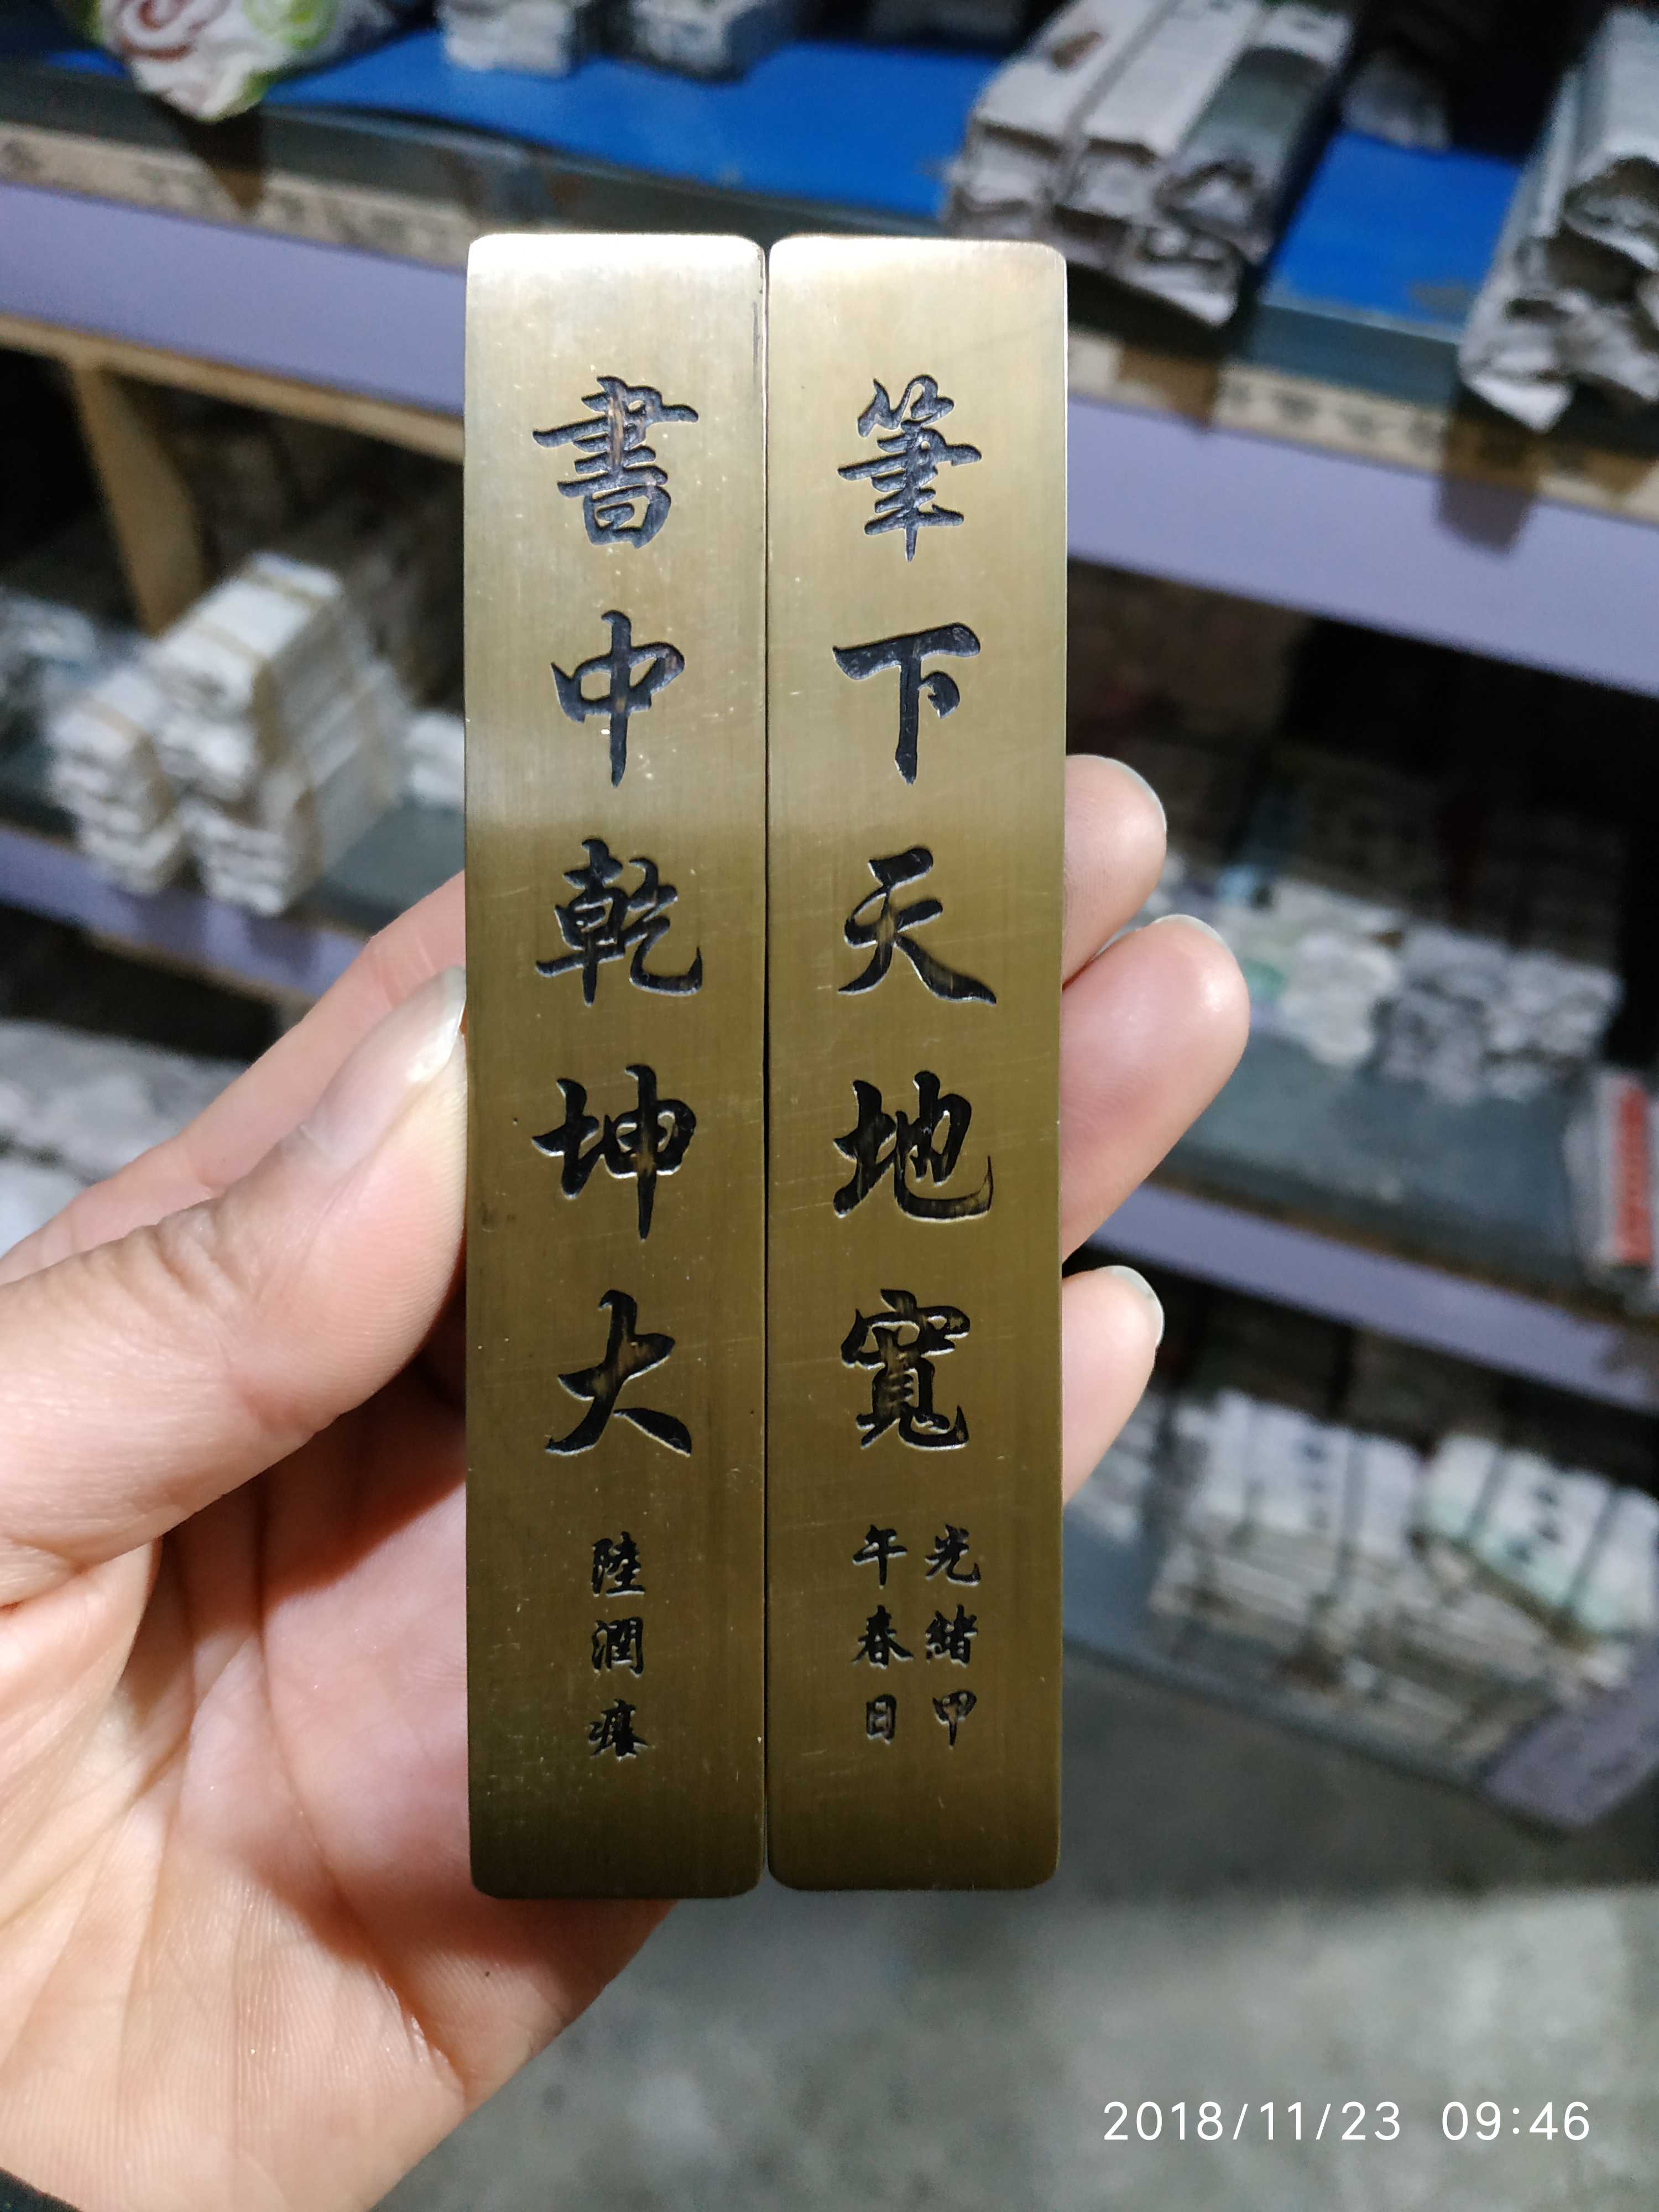 筆下天地寬
光緒甲
午春日
書中乾坤大
陸潤庠
2018/11/23 09:46